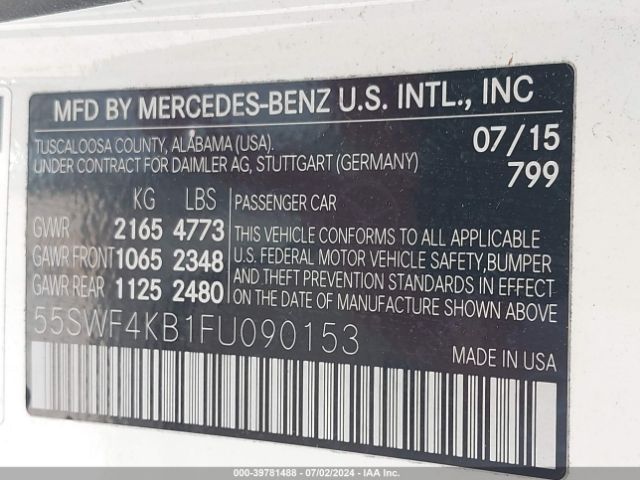 MFD BY MERCEDES-BENZ U.S. INTL., INC
TUSCALOOSA COUNTY, ALABAMA (USA).
UNDER CONTRACT FOR DAIMLER AG, STUTTGART (GERMANY)
07/15
799
KG LBS
GVWR 2165 4773
GAWR FRONT 1065 2348
GAWR REAR 1125 2480
PASSENGER CAR
THIS VEHICLE CONFORMS TO ALL APPLICABLE
U.S. FEDERAL MOTOR VEHICLE SAFETY,BUMPER
AND THEFT PREVENTION STANDARDS IN EFFECT
ON THE DATE OF MANUFACTURE SHOWN ABOVE
55SWF4KB1FU090153
MADE IN USA
000-39781488 - 07/02/2024 - IAA Inc.